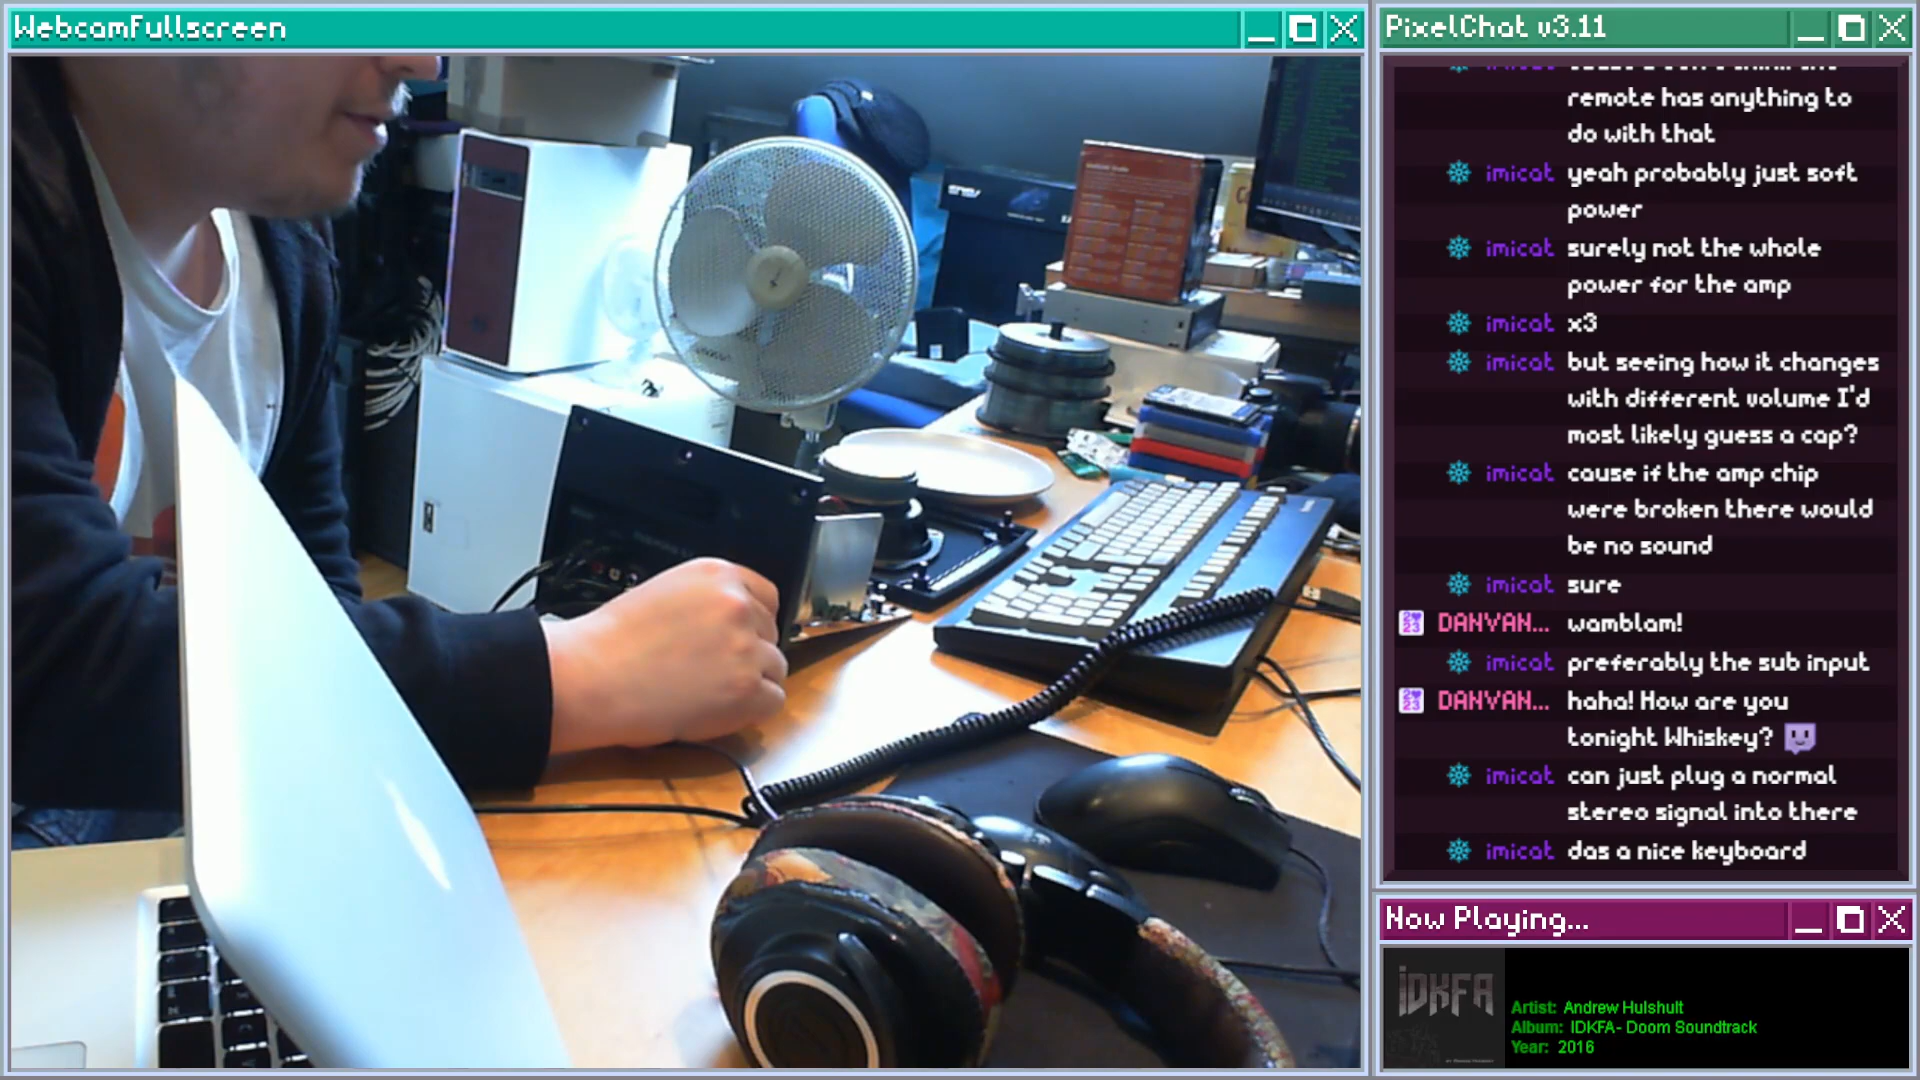 WebcamFullscreen
PixelChat v3.11
remote has anything to
do with that
imicat yeah probably just soft
power
imicat surely not the whole
power for the amp
imicat x3
imicat but seeing how it changes
with different volume I'd
most likely guess a cap?
imicat cause if the amp chip
were broken there would
be no sound
imicat sure
DANVAN... wamblam!
imicat preferably the sub input
DANVAN... haha! How are you
tonight Whiskey?
imicat can just plug a normal
stereo signal into there
imicat das a nice keyboard
Now Playing...
IDKFA
Artist: Andrew Hulshult
Album: IDKFA- Doom Soundtrack
Year: 2016